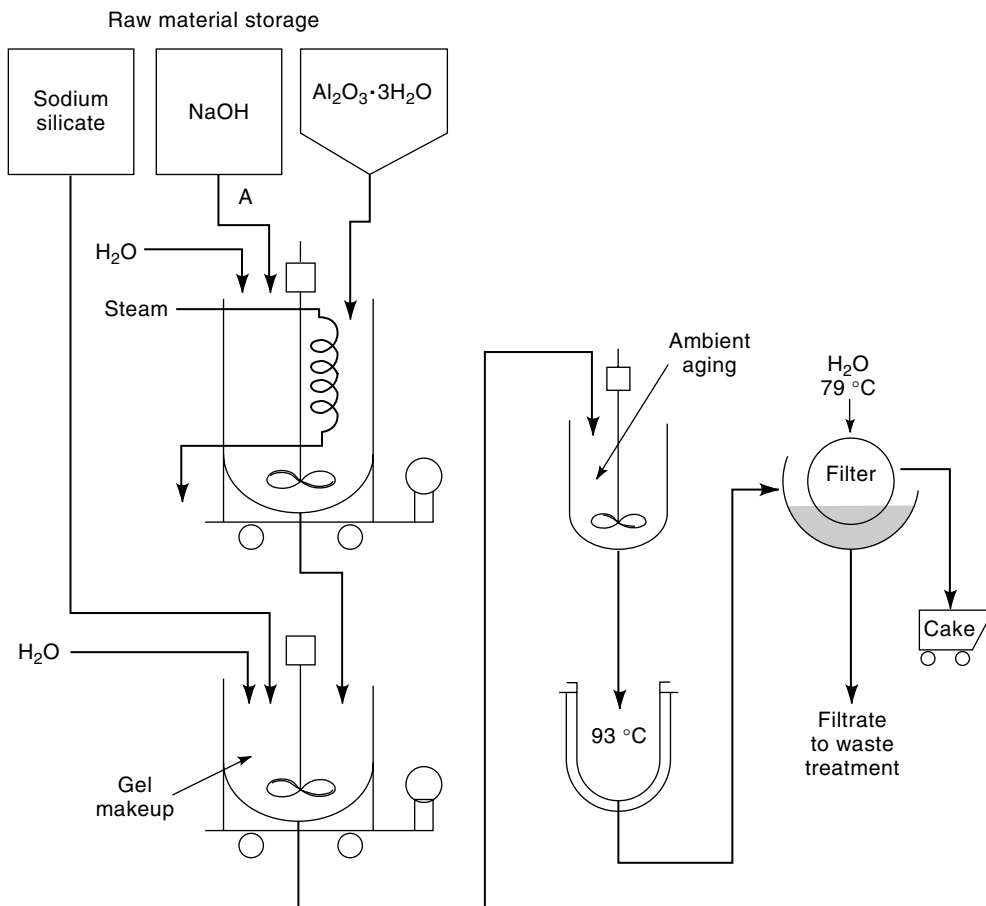 Raw material storage
Sodium
silicate
NaOH
Al₂O₃·3H₂O
A
H₂O
Steam
Ambient
aging
H₂O
79 °C
Filter
Cake
H₂O
93 °C
Gel
makeup
Filtrate
to waste
treatment